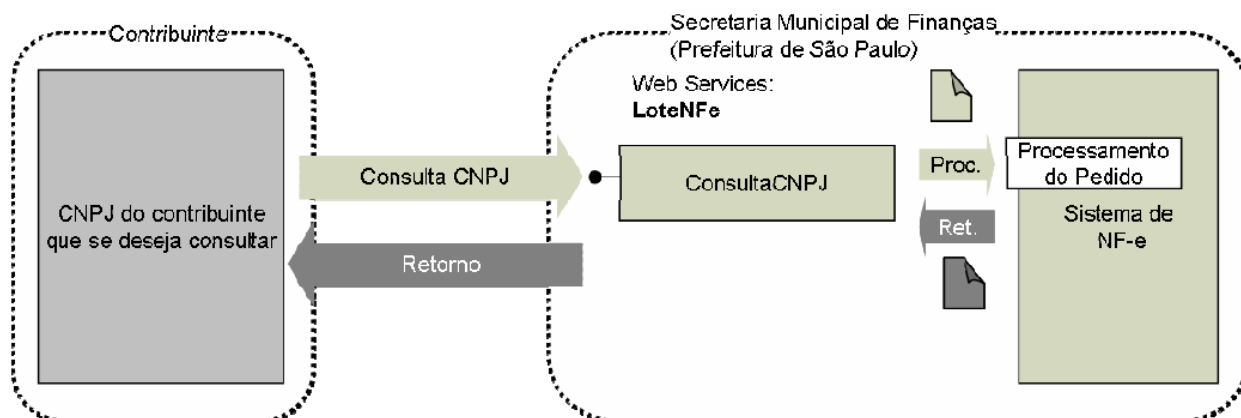 Contribuinte
Secretaria Municipal de Finanças
(Prefeitura de São Paulo)
Web Services:
LoteNFe
CNPJ do contribuinte
que se deseja consultar
Consulta CNPJ
Retorno
ConsultaCNPJ
Proc.
Ret.
Processamento
do Pedido
Sistema de
NF-e